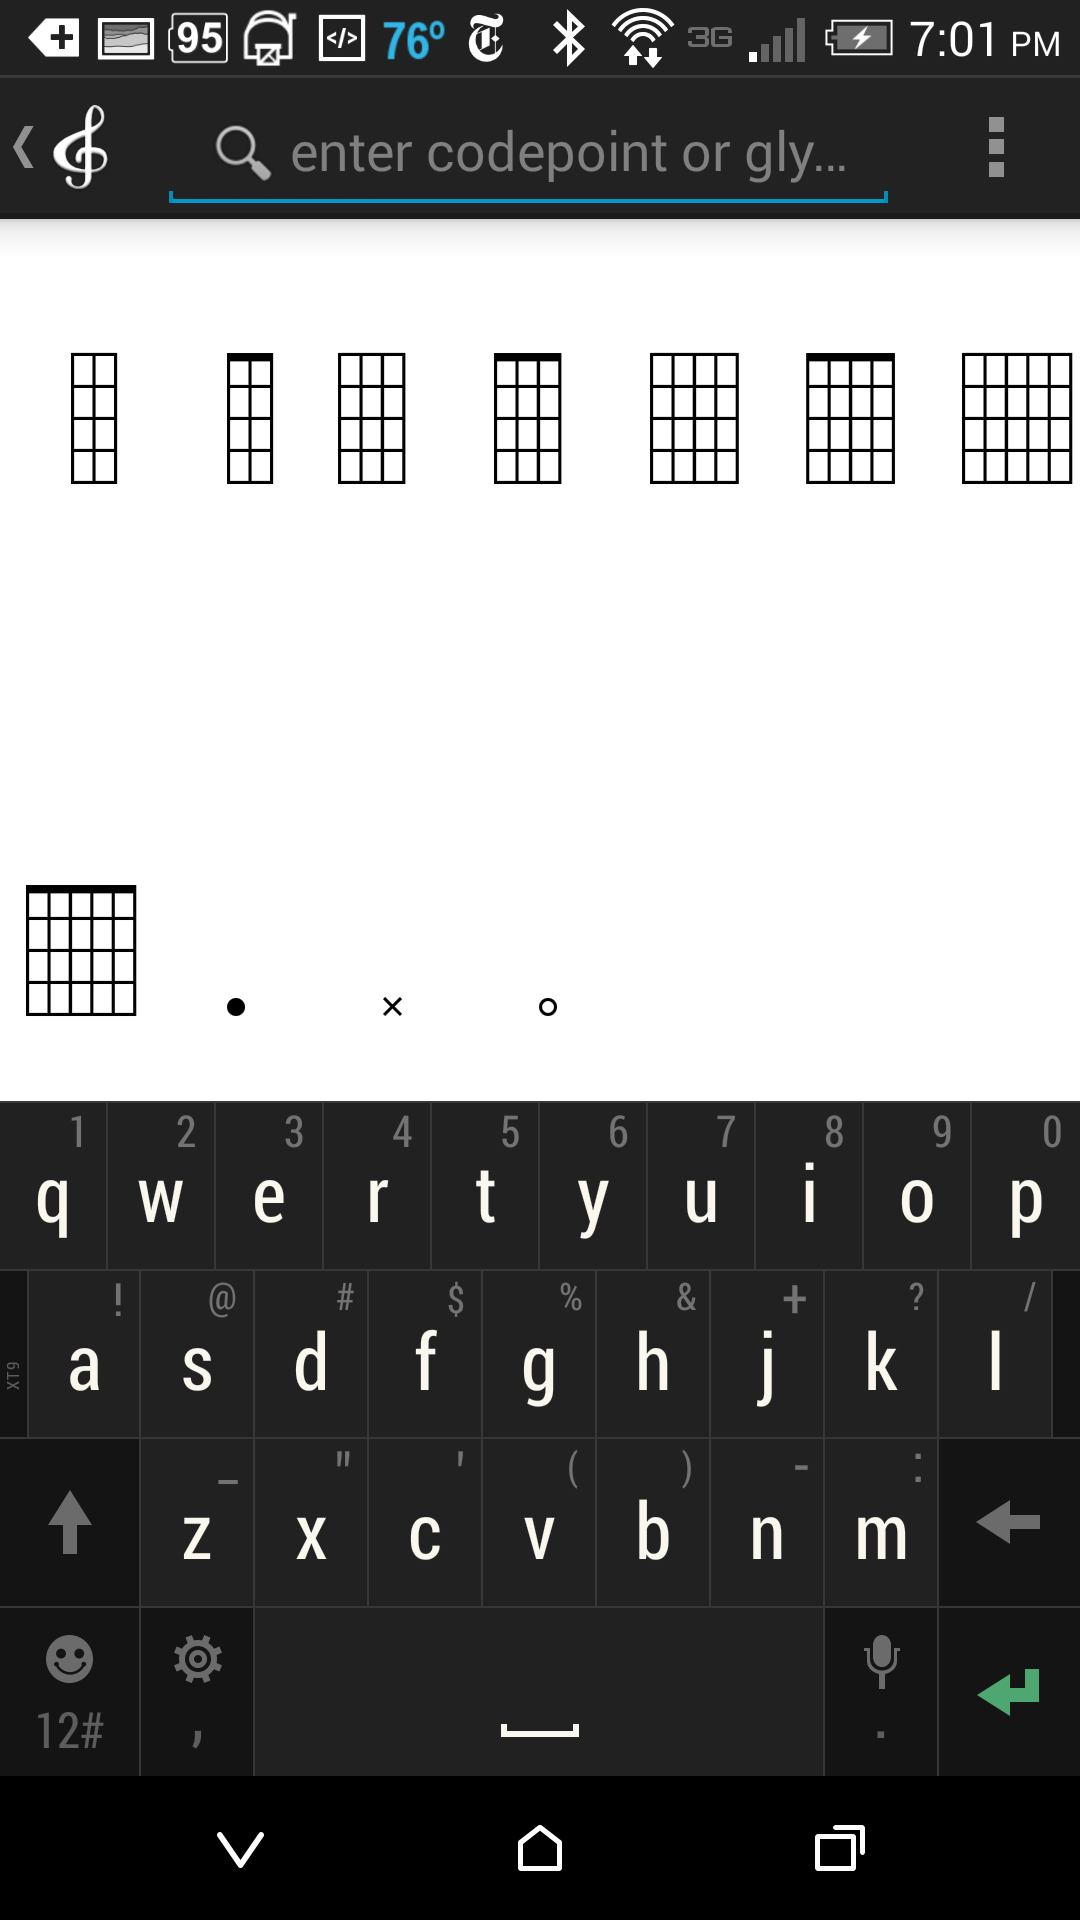 95 </> 76° T 3G 7:01 PM
enter codepoint or gly...
1 2 3 4 5 6 7 8 9 0
q w e r t y u i o p
! @ # $ % & + ? /
XT9 a s d f g h j k l
_ " ' ( ) - :
z x c v b n m
12# , .